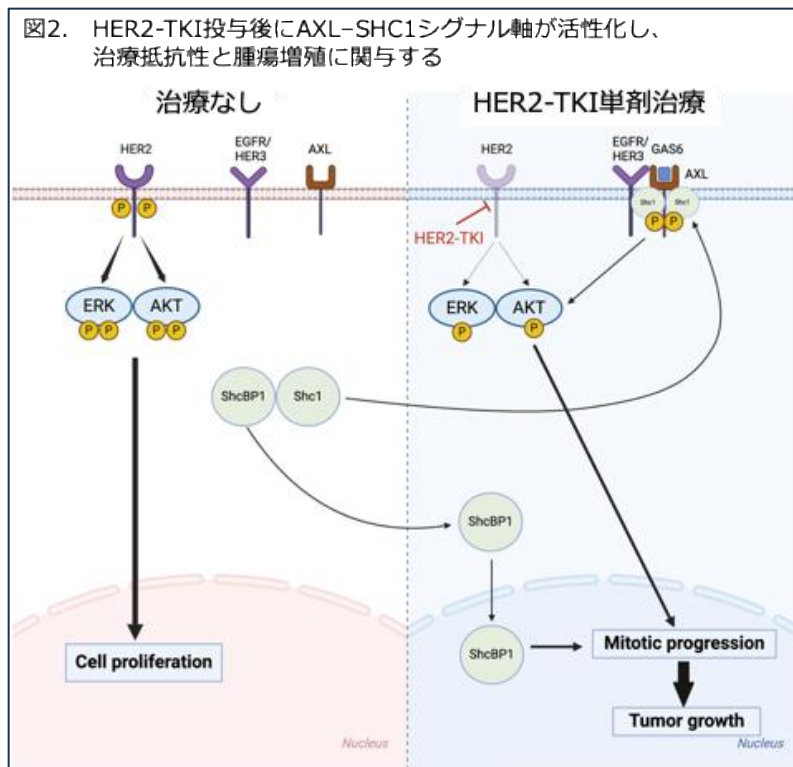 図2. HER2-TKI投与後にAXL–SHC1シグナル軸が活性化し、
治療抵抗性と腫瘍増殖に関与する
治療なし
HER2
EGFR/
HER3
AXL
P P
ERK AKT
P P P P
ShcBP1 Shc1
Cell proliferation
Nucleus
HER2-TKI単剤治療
HER2
EGFR/
HER3
GAS6
AXL
Shc1 Shc1
P P
HER2-TKI
ERK AKT
P P
ShcBP1
ShcBP1
Mitotic progression
Tumor growth
Nucleus